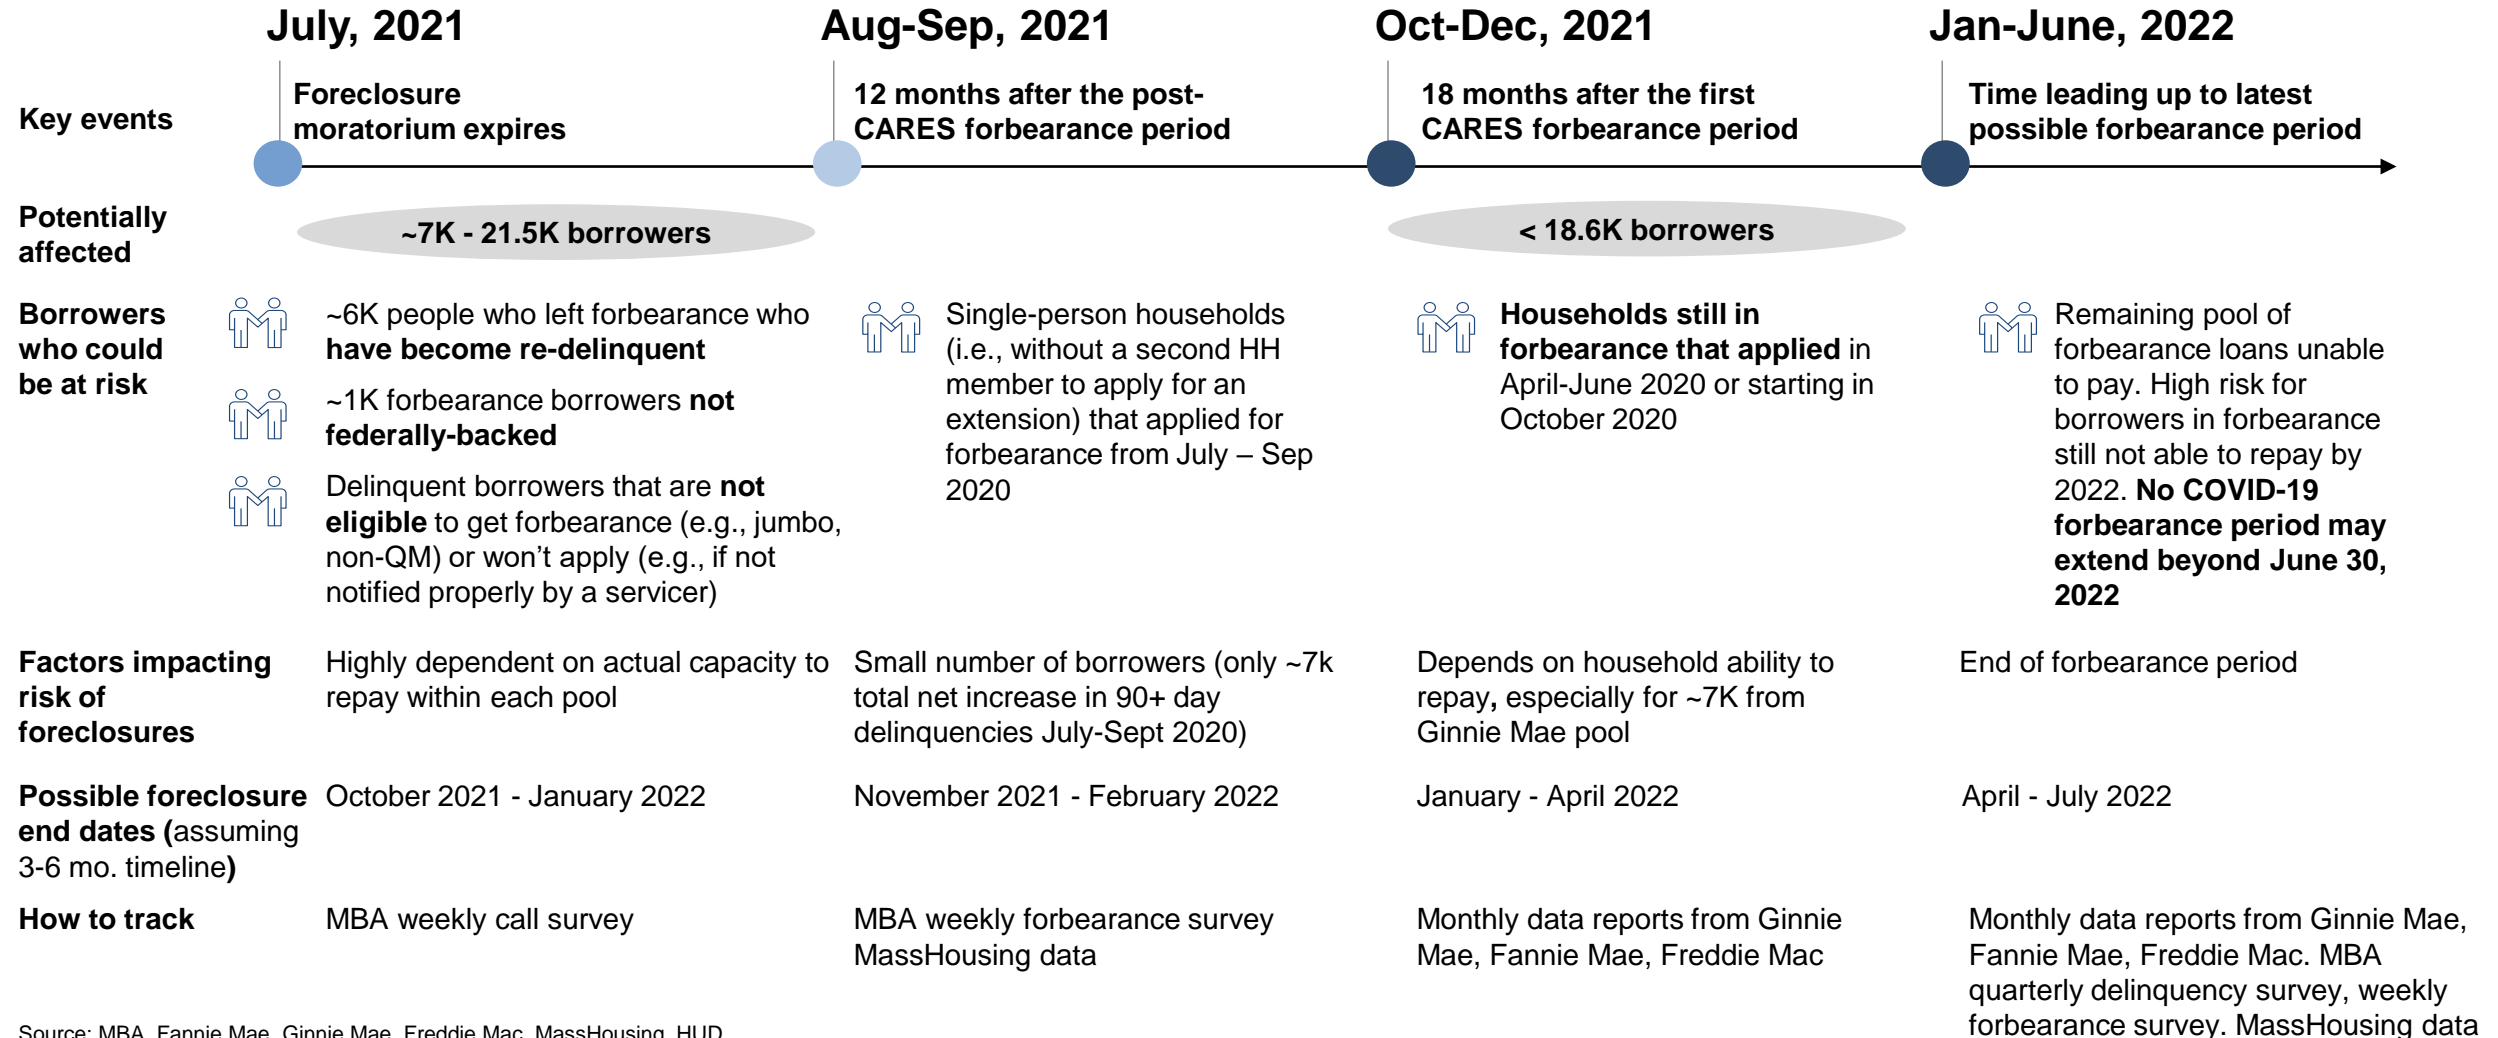 July, 2021
Aug-Sep, 2021
Oct-Dec, 2021
Jan-June, 2022
Key events
Foreclosure
moratorium expires
12 months after the post-
CARES forbearance period
18 months after the first
CARES forbearance period
Time leading up to latest
possible forbearance period
Potentially
affected
~7K - 21.5K borrowers
< 18.6K borrowers
Borrowers
who could
be at risk
~6K people who left forbearance who
have become re-delinquent
~1K forbearance borrowers not
federally-backed
Delinquent borrowers that are not
eligible to get forbearance (e.g., jumbo,
non-QM) or won’t apply (e.g., if not
notified properly by a servicer)
Single-person households
(i.e., without a second HH
member to apply for an
extension) that applied for
forbearance from July – Sep
2020
Households still in
forbearance that applied in
April-June 2020 or starting in
October 2020
Remaining pool of
forbearance loans unable
to pay. High risk for
borrowers in forbearance
still not able to repay by
2022. No COVID-19
forbearance period may
extend beyond June 30,
2022
Factors impacting
risk of
foreclosures
Highly dependent on actual capacity to
repay within each pool
Small number of borrowers (only ~7k
total net increase in 90+ day
delinquencies July-Sept 2020)
Depends on household ability to
repay, especially for ~7K from
Ginnie Mae pool
End of forbearance period
Possible foreclosure
end dates (assuming
3-6 mo. timeline)
October 2021 - January 2022
November 2021 - February 2022
January - April 2022
April - July 2022
How to track
MBA weekly call survey
MBA weekly forbearance survey
MassHousing data
Monthly data reports from Ginnie
Mae, Fannie Mae, Freddie Mac
Monthly data reports from Ginnie Mae,
Fannie Mae, Freddie Mac. MBA
quarterly delinquency survey, weekly
forbearance survey. MassHousing data
Source: MBA, Fannie Mae, Ginnie Mae, Freddie Mac, MassHousing, HUD